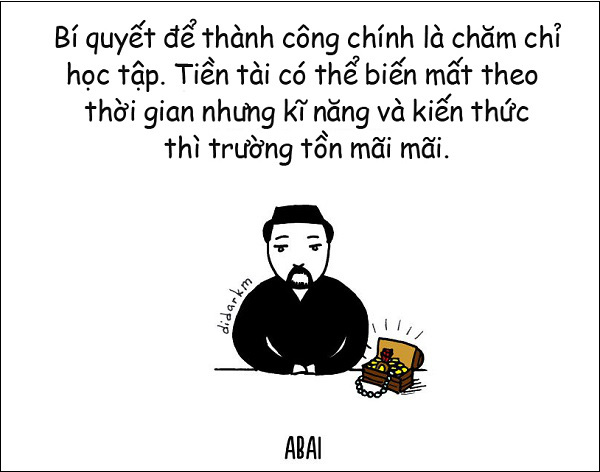 Bí quyết để thành công chính là chăm chỉ
học tập. Tiền tài có thể biến mất theo
thời gian nhưng kĩ năng và kiến thức
thì trường tồn mãi mãi.
didarkm
ABAI